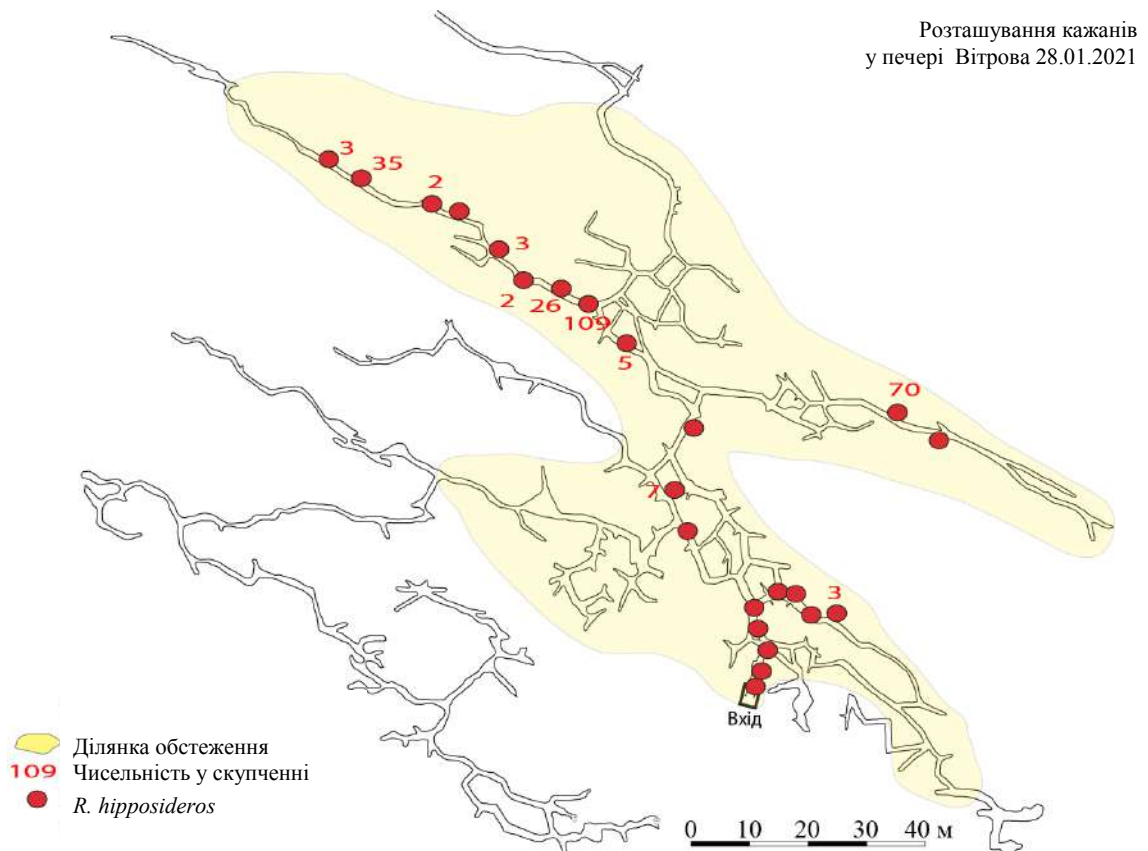 Розташування кажанів
у печері Вітрова 28.01.2021
3
35
2
3
2
26
109
5
70
7
3
Вхід
Ділянка обстеження
109 Чисельність у скупченні
R. hipposideros
0 10 20 30 40 м